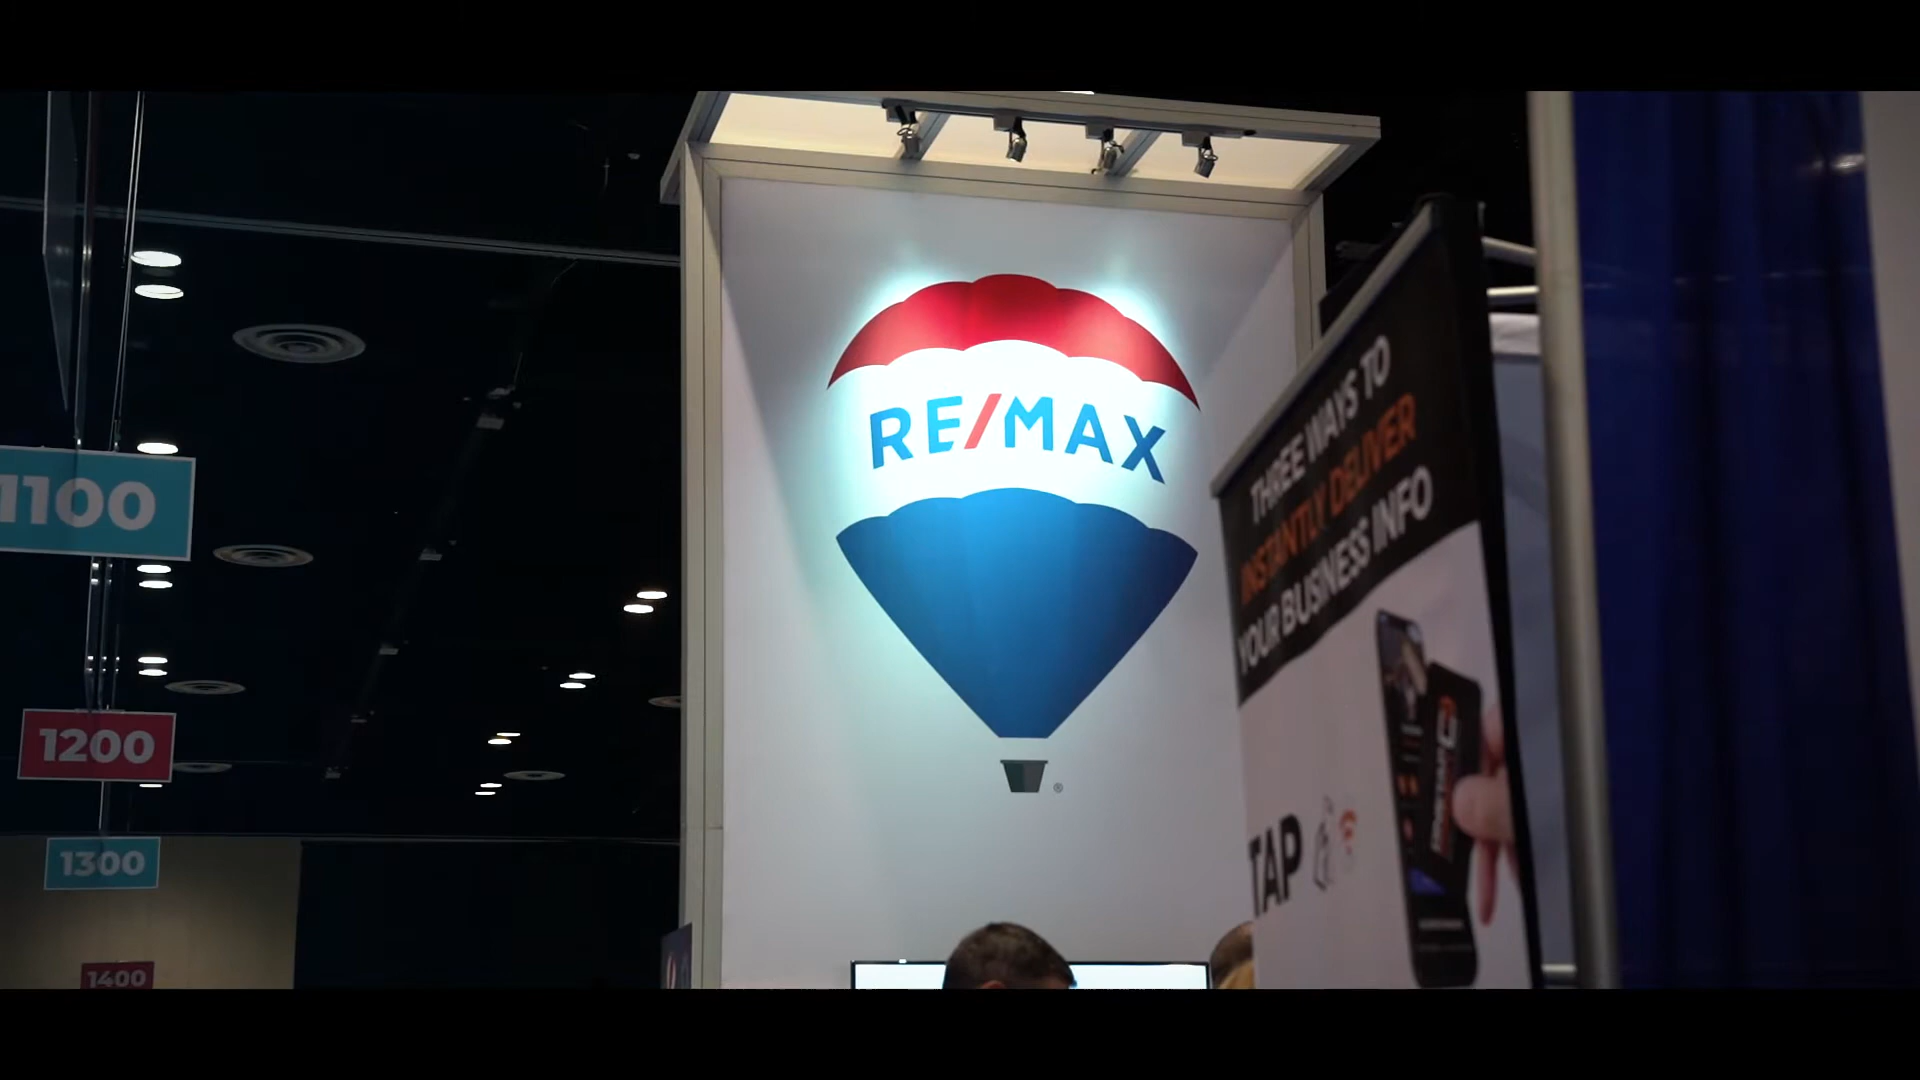 1100
1200
1300
1400
RE/MAX
®
THREE WAYS TO
INSTANTLY DELIVER
YOUR BUSINESS INFO
TAP